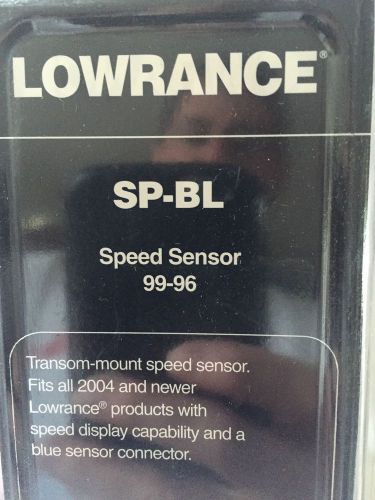 LOWRANCE®
SP-BL
Speed Sensor
99-96
Transom-mount speed sensor.
Fits all 2004 and newer
Lowrance® products with
speed display capability and a
blue sensor connector.